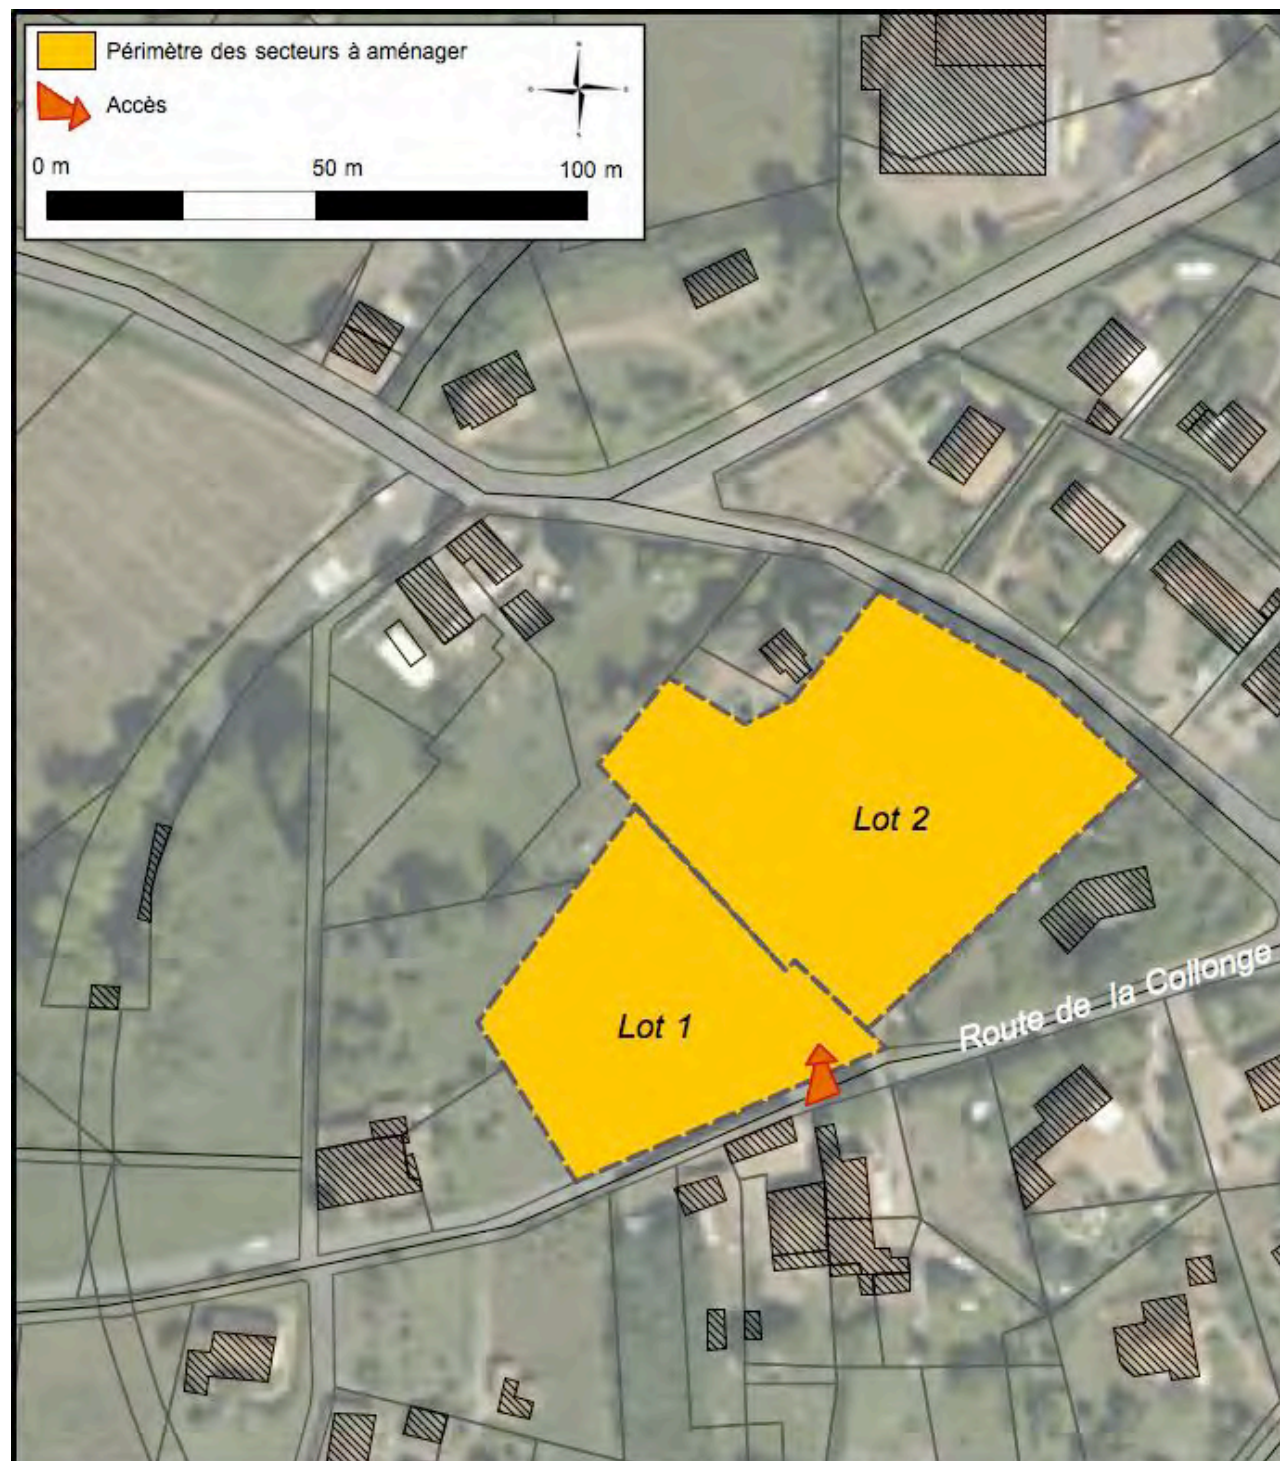 Périmètre des secteurs à aménager
Accès
0 m 50 m 100 m
Lot 2
Lot 1
Route de la Collonge